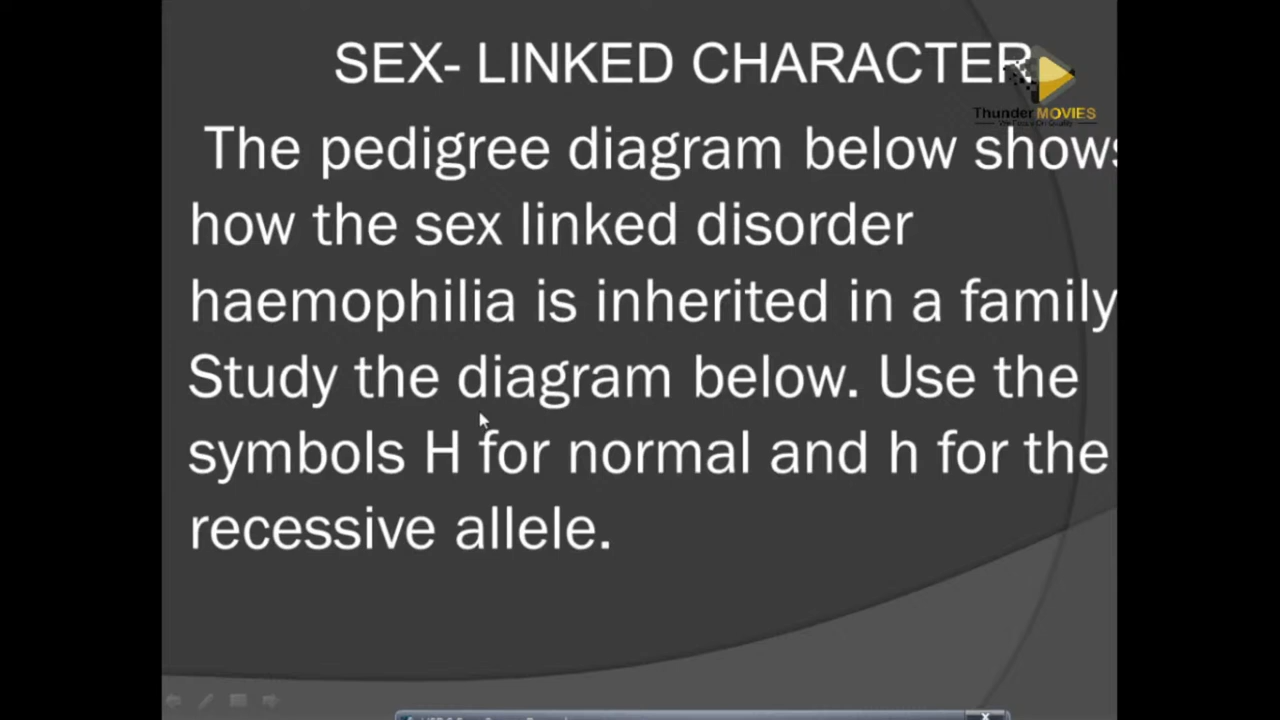 SEX- LINKED CHARACTER
Thunder MOVIES
The pedigree diagram below shows
how the sex linked disorder
haemophilia is inherited in a family
Study the diagram below. Use the
symbols H for normal and h for the
recessive allele.